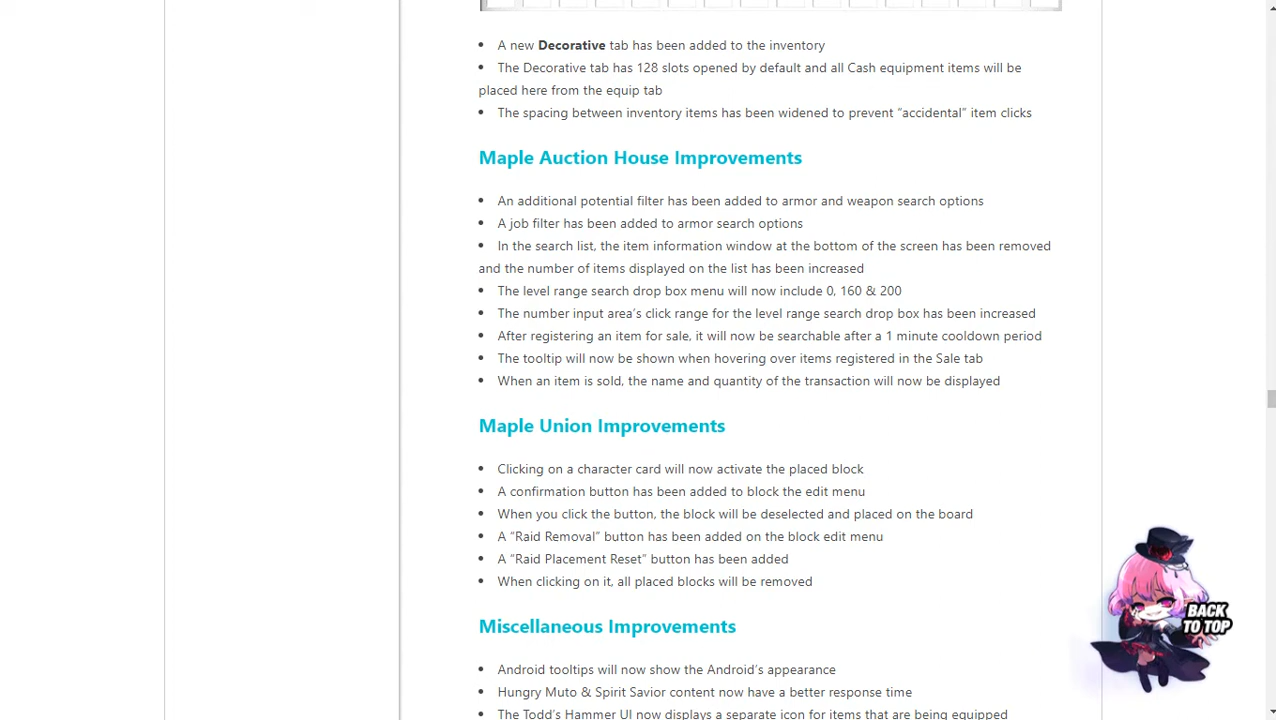 A new Decorative tab has been added to the inventory
The Decorative tab has 128 slots opened by default and all Cash equipment items will be
placed here from the equip tab
The spacing between inventory items has been widened to prevent “accidental” item clicks
Maple Auction House Improvements
An additional potential filter has been added to armor and weapon search options
A job filter has been added to armor search options
In the search list, the item information window at the bottom of the screen has been removed
and the number of items displayed on the list has been increased
The level range search drop box menu will now include 0, 160 & 200
The number input area’s click range for the level range search drop box has been increased
After registering an item for sale, it will now be searchable after a 1 minute cooldown period
The tooltip will now be shown when hovering over items registered in the Sale tab
When an item is sold, the name and quantity of the transaction will now be displayed
Maple Union Improvements
Clicking on a character card will now activate the placed block
A confirmation button has been added to block the edit menu
When you click the button, the block will be deselected and placed on the board
A “Raid Removal” button has been added on the block edit menu
A “Raid Placement Reset” button has been added
When clicking on it, all placed blocks will be removed
Miscellaneous Improvements
Android tooltips will now show the Android’s appearance
Hungry Muto & Spirit Savior content now have a better response time
The Todd’s Hammer UI now displays a separate icon for items that are being equipped
BACK
TO TOP